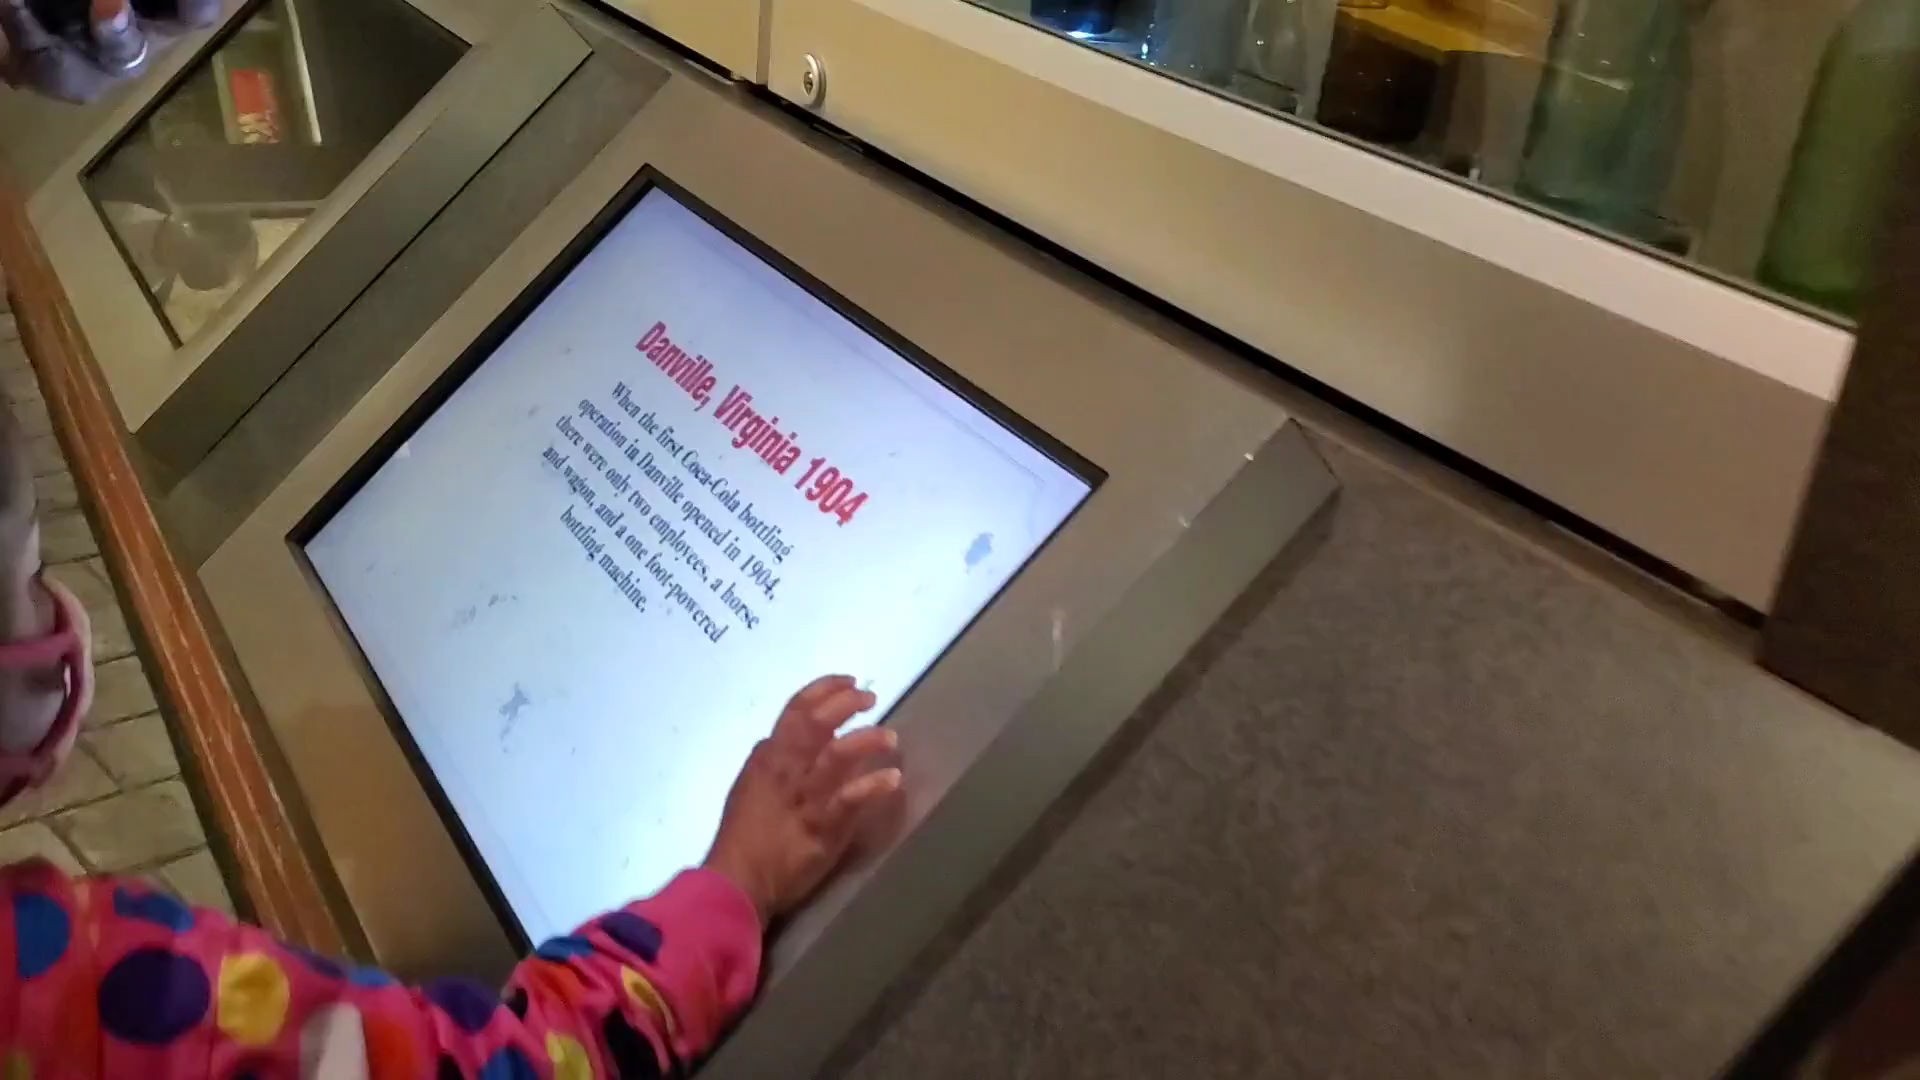 Danville, Virginia 1904
When the first Coca-Cola bottling
operation in Danville opened in 1904,
there were only two employees, a horse
and wagon, and a one foot-powered
bottling machine.